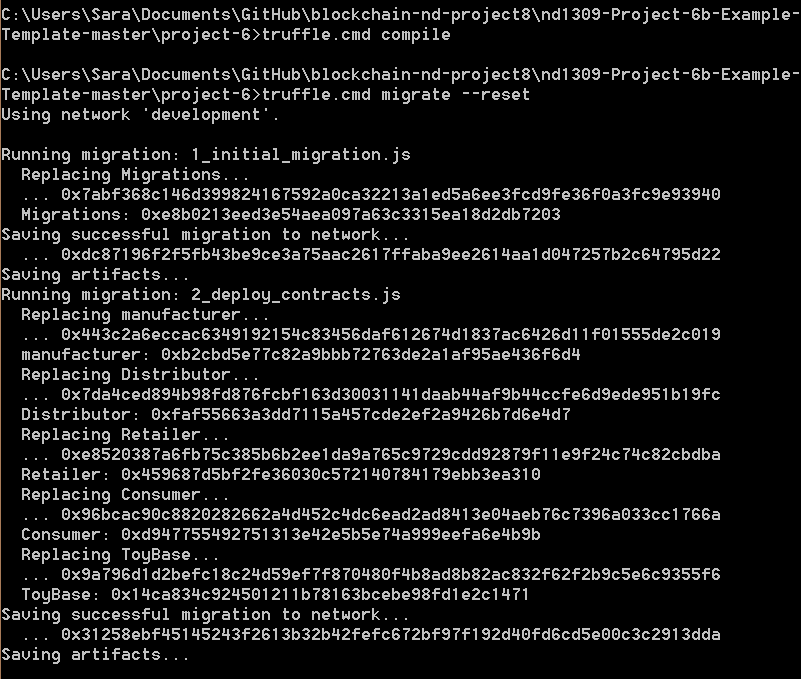 C:\Users\Sara\Documents\GitHub\blockchain-nd-project8\nd1309-Project-6b-Example-
Template-master\project-6>truffle.cmd compile
C:\Users\Sara\Documents\GitHub\blockchain-nd-project8\nd1309-Project-6b-Example-
Template-master\project-6>truffle.cmd migrate --reset
Using network 'development'.
Running migration: 1_initial_migration.js
Replacing Migrations...
... 0x7abf368c146d399824167592a0ca32213a1ed5a6ee3fcd9fe36f0a3fc9e93940
Migrations: 0xe8b0213eed3e54aea097a63c3315ea18d2db7203
Saving successful migration to network...
... 0xdc87196f2f5fb43be9ce3a75aac2617ffaba9ee2614aa1d047257b2c64795d22
Saving artifacts...
Running migration: 2_deploy_contracts.js
Replacing manufacturer...
... 0x443c2a6eccac6349192154c83456daf612674d1837ac6426d11f01555de2c019
manufacturer: 0xb2cbd5e77c82a9bbb72763de2a1af95ae436f6d4
Replacing Distributor...
... 0x7da4ced894b98fd876fcbf163d30031141daab44af9b44ccfe6d9ede951b19fc
Distributor: 0xfaf55663a3dd7115a457cde2ef2a9426b7d6e4d7
Replacing Retailer...
... 0xe8520387a6fb75c385b6b2ee1da9a765c9729cdd92879f11e9f24c74c82cbdba
Retailer: 0x459687d5bf2fe36030c572140784179ebb3ea310
Replacing Consumer...
... 0x96bcac90c8820282662a4d452c4dc6ead2ad8413e04aeb76c7396a033cc1766a
Consumer: 0xd947755492751313e42e5b5e74a999eefa6e4b9b
Replacing ToyBase...
... 0x9a796d1d2befc18c24d59ef7f870480f4b8ad8b82ac832f62f2b9c5e6c9355f6
ToyBase: 0x14ca834c924501211b78163bcebe98fd1e2c1471
Saving successful migration to network...
... 0x31258ebf45145243f2613b32b42fefc672bf97f192d40fd6cd5e00c3c2913dda
Saving artifacts...